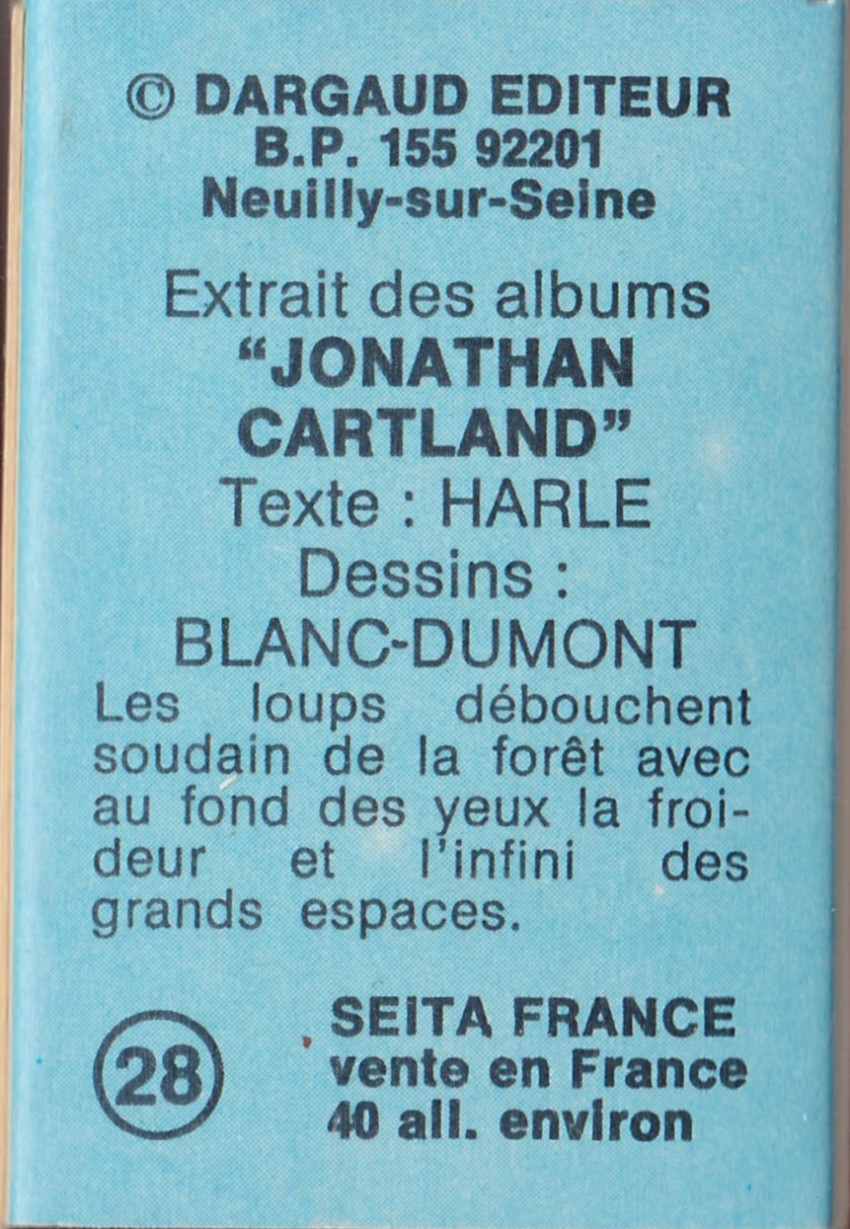 © DARGAUD EDITEUR
B.P. 155 92201
Neuilly-sur-Seine
Extrait des albums
“JONATHAN
CARTLAND”
Texte : HARLE
Dessins :
BLANC-DUMONT
Les loups débouchent
soudain de la forêt avec
au fond des yeux la froi-
deur et l'infini des
grands espaces.
28
SEITA FRANCE
vente en France
40 all. environ